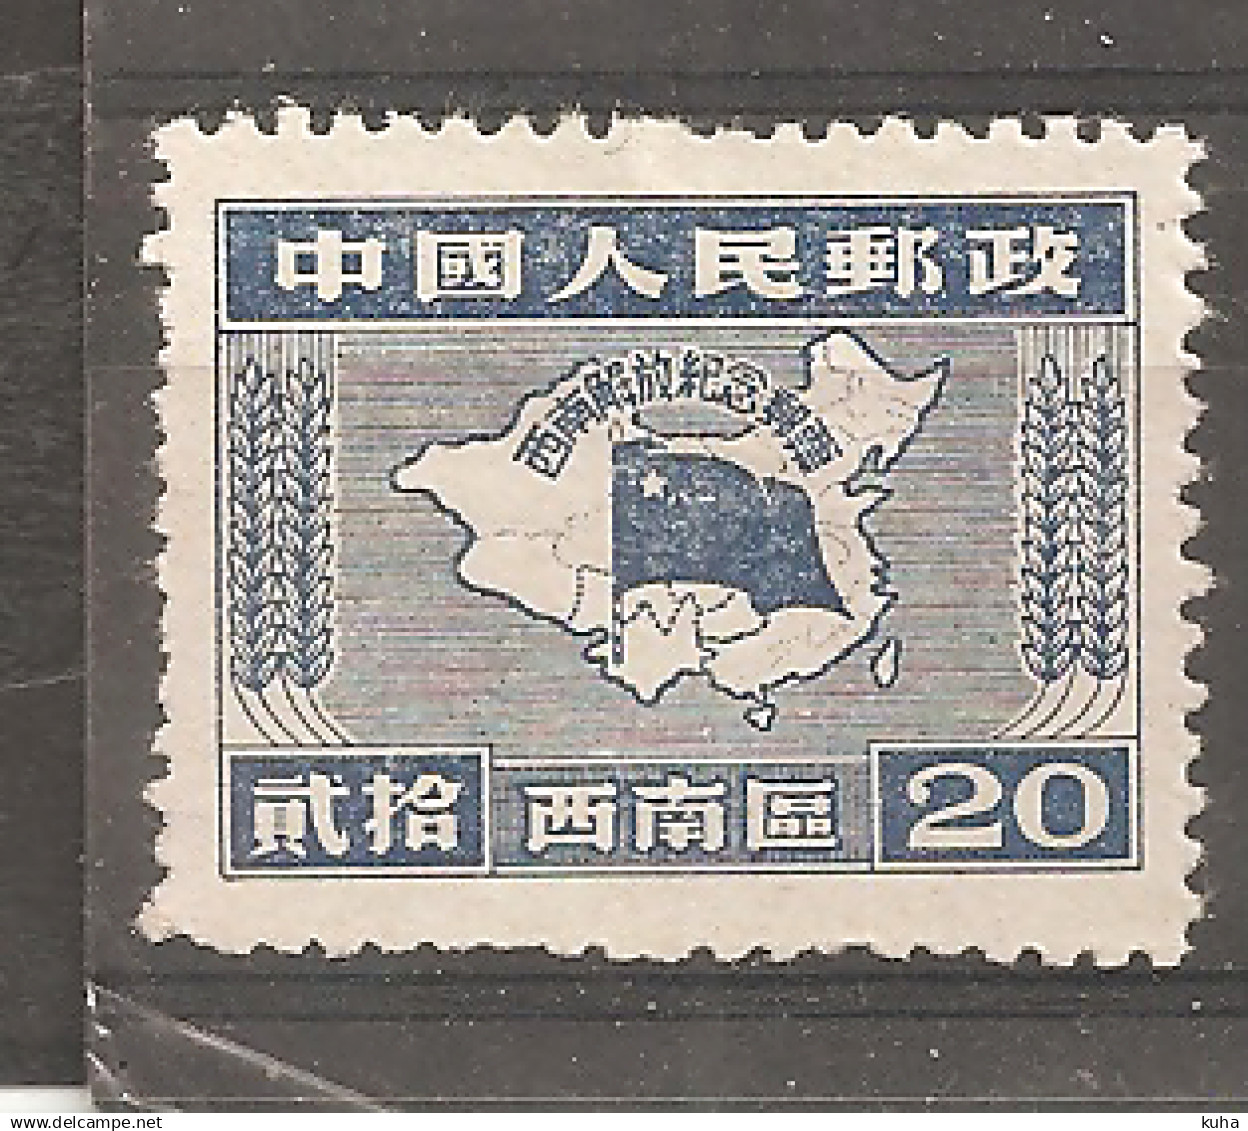 中國人民郵政
西南解放紀念郵票
貳拾 西南區 20
kuha